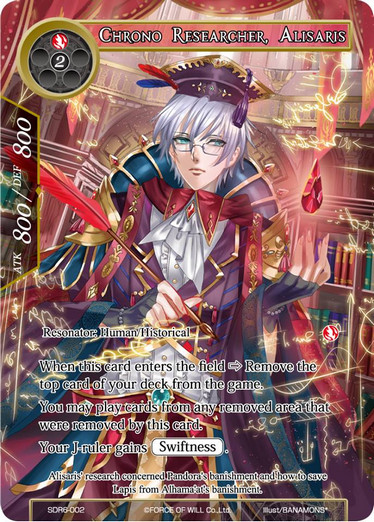 Chrono Researcher, Alisaris
2
ATK 800 / DEF 800
Resonator: Human/Historical
When this card enters the field ⇨ Remove the
top card of your deck from the game.
You may play cards from any removed area that
were removed by this card.
Your J-ruler gains Swiftness .
Alisaris' research concerned Pandora's banishment and how to save
Lapis from Alhama'at's banishment.
SDR6-002 ©FORCE OF WILL Co.,Ltd. Illust/BANAMONS*